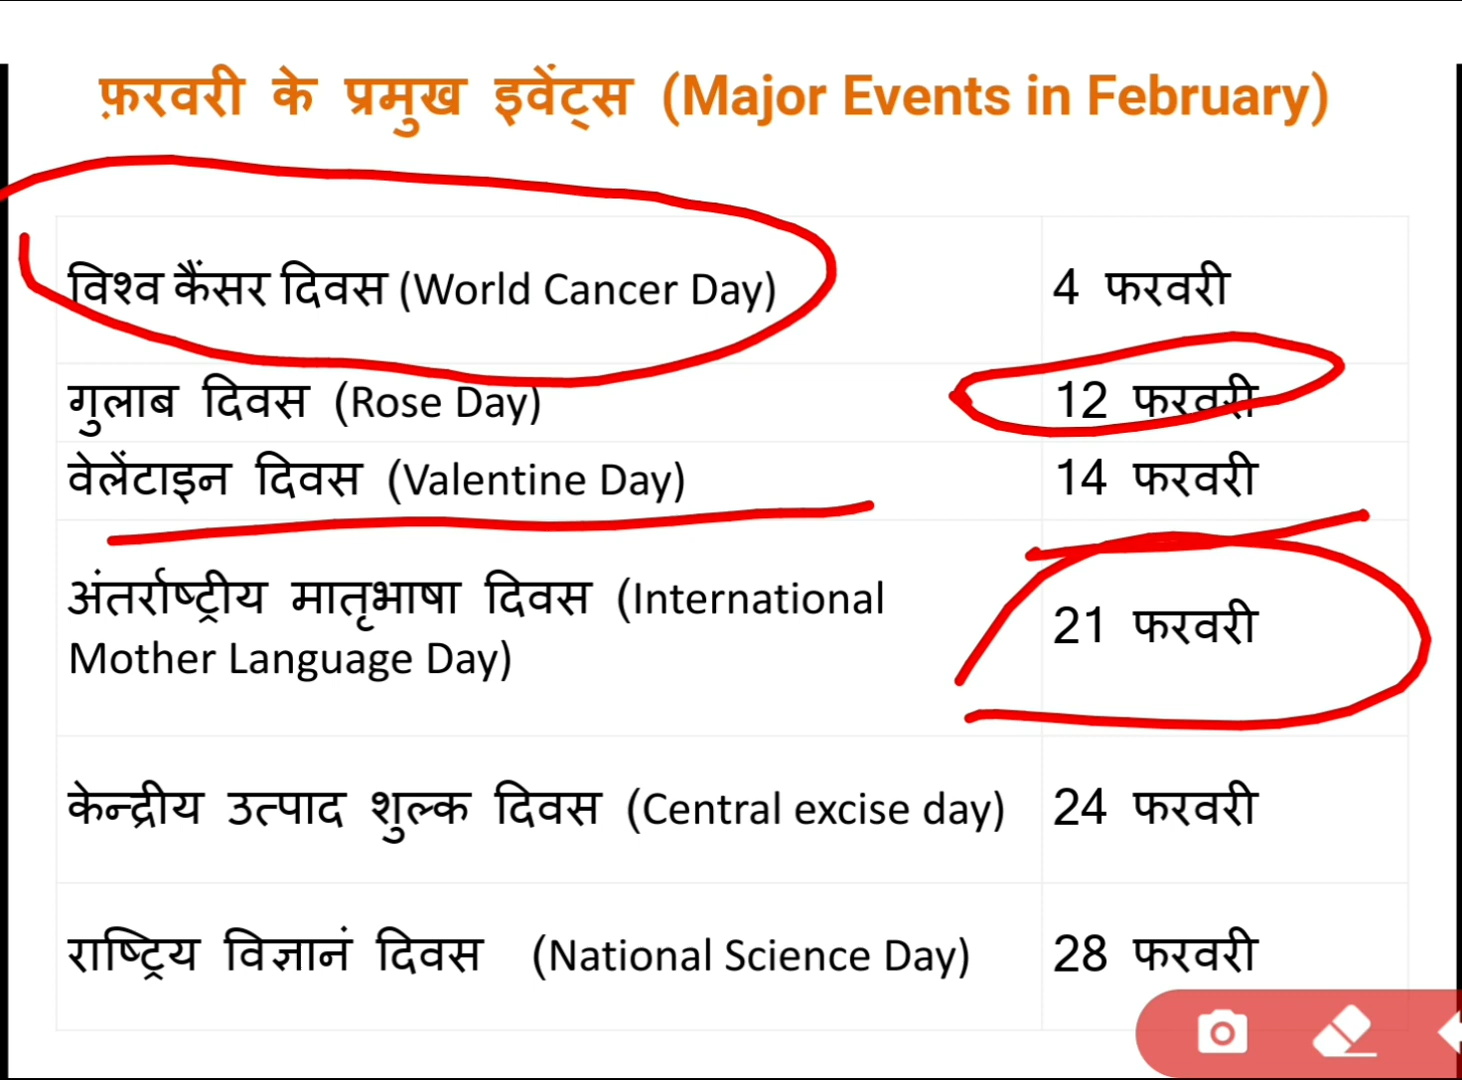 फ़रवरी के प्रमुख इवेंट्स (Major Events in February)
विश्व कैंसर दिवस (World Cancer Day) 4 फरवरी
गुलाब दिवस (Rose Day) 12 फरवरी
वेलेंटाइन दिवस (Valentine Day) 14 फरवरी
अंतर्राष्ट्रीय मातृभाषा दिवस (International
Mother Language Day) 21 फरवरी
केन्द्रीय उत्पाद शुल्क दिवस (Central excise day) 24 फरवरी
राष्ट्रिय विज्ञानं दिवस (National Science Day) 28 फरवरी